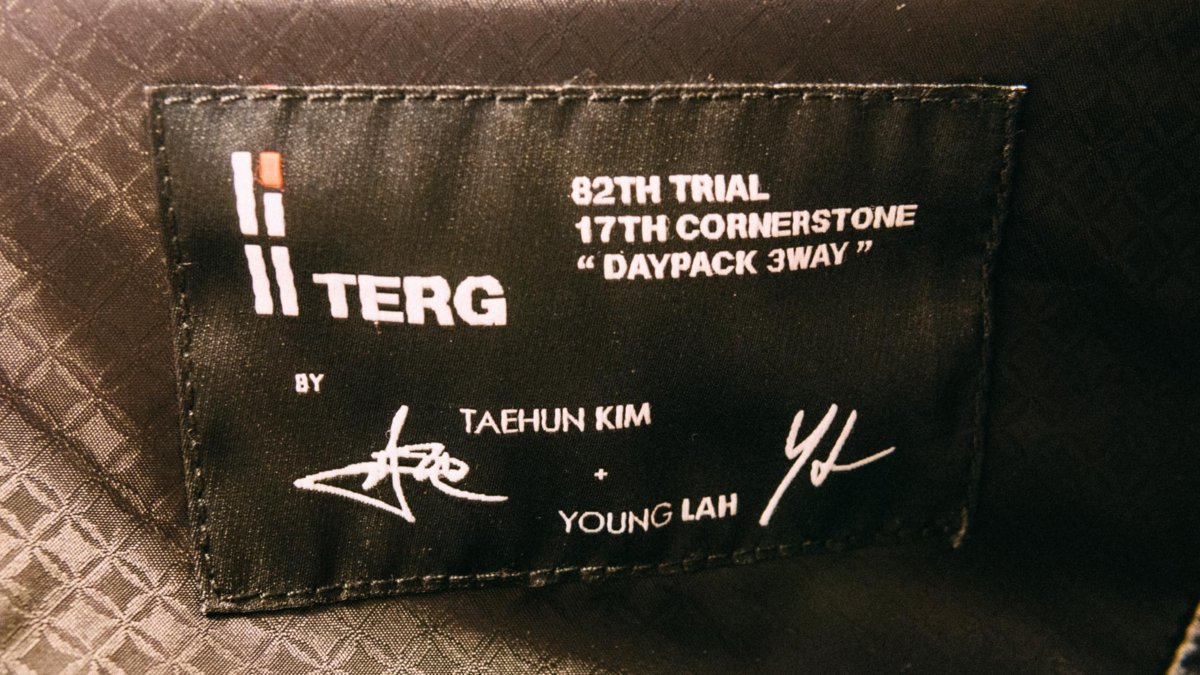 TERG
82TH TRIAL
17TH CORNERSTONE
“ DAYPACK 3WAY ”
BY
TAEHUN KIM
+
YOUNG LAH